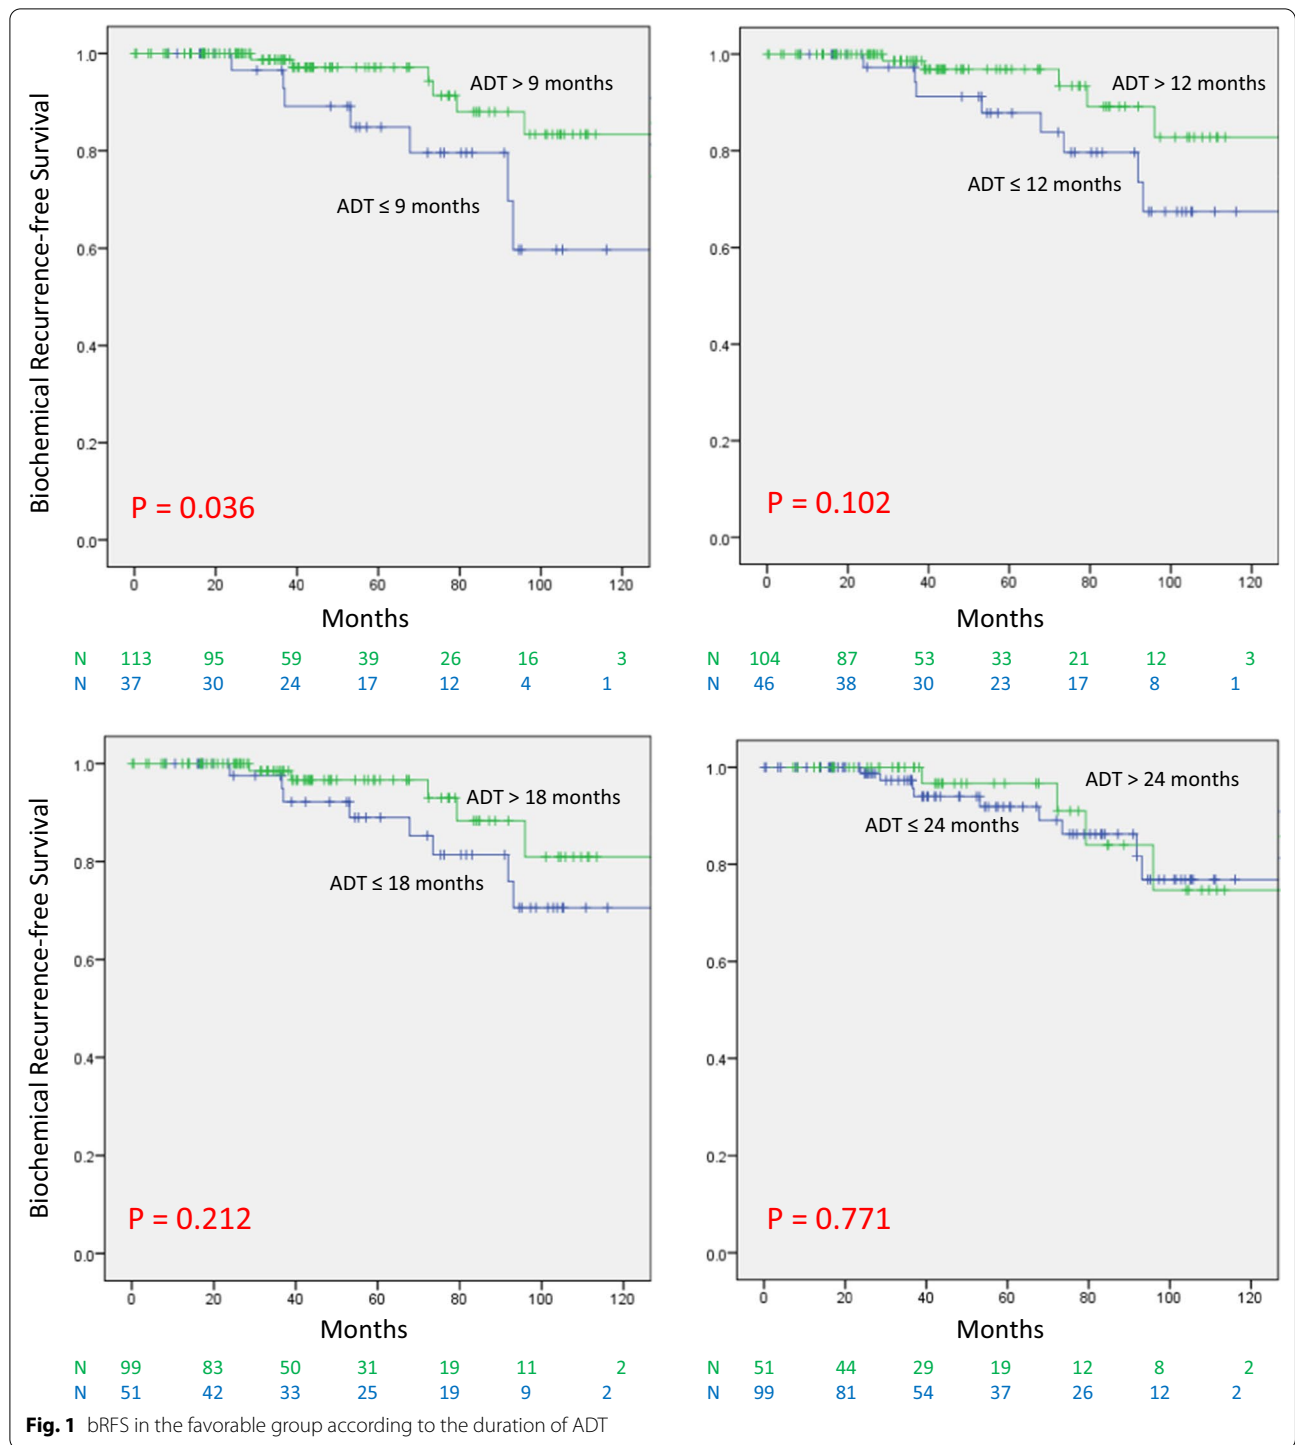 Biochemical Recurrence-free Survival
1.0
0.8
0.6
0.4
0.2
0.0
ADT > 9 months
ADT ≤ 9 months
P = 0.036
0 20 40 60 80 100 120
Months
N 113 95 59 39 26 16 3
N 37 30 24 17 12 4 1
1.0
0.8
0.6
0.4
0.2
0.0
ADT > 12 months
ADT ≤ 12 months
P = 0.102
0 20 40 60 80 100 120
Months
N 104 87 53 33 21 12 3
N 46 38 30 23 17 8 1
Biochemical Recurrence-free Survival
1.0
0.8
0.6
0.4
0.2
0.0
ADT > 18 months
ADT ≤ 18 months
P = 0.212
0 20 40 60 80 100 120
Months
N 99 83 50 31 19 11 2
N 51 42 33 25 19 9 2
1.0
0.8
0.6
0.4
0.2
0.0
ADT > 24 months
ADT ≤ 24 months
P = 0.771
0 20 40 60 80 100 120
Months
N 51 44 29 19 12 8 2
N 99 81 54 37 26 12 2
Fig. 1 bRFS in the favorable group according to the duration of ADT